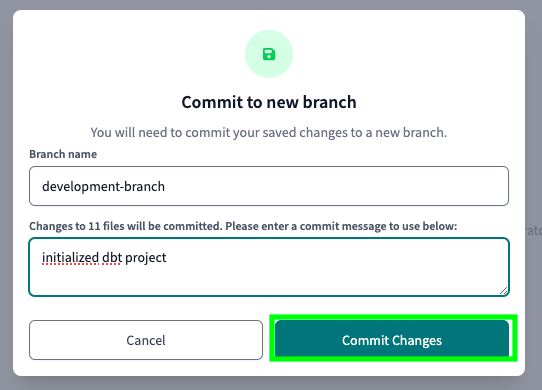 Commit to new branch
You will need to commit your saved changes to a new branch.
Branch name
development-branch
Changes to 11 files will be committed. Please enter a commit message to use below:
initialized dbt project
Cancel
Commit Changes